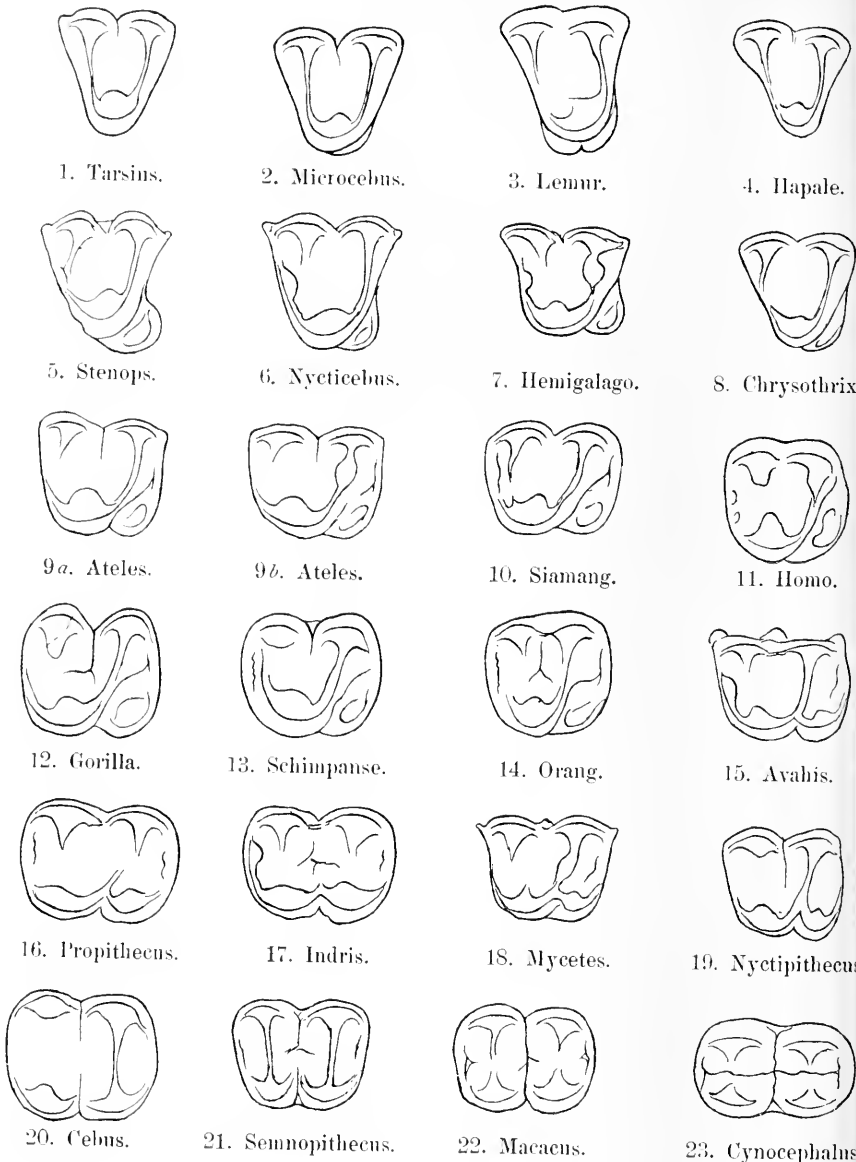 1. Tarsius. 2. Microcebus. 3. Lemur. 4. Hapale.
5. Stenops. 6. Nycticebus. 7. Hemigalago. 8. Chrysothrix
9a. Ateles. 9b. Ateles. 10. Siamang. 11. Homo.
12. Gorilla. 13. Schimpanse. 14. Orang. 15. Avahis.
16. Propithecus. 17. Indris. 18. Mycetes. 19. Nyctipithecus
20. Cebus. 21. Semnopithecus. 22. Macacus. 23. Cynocephalus